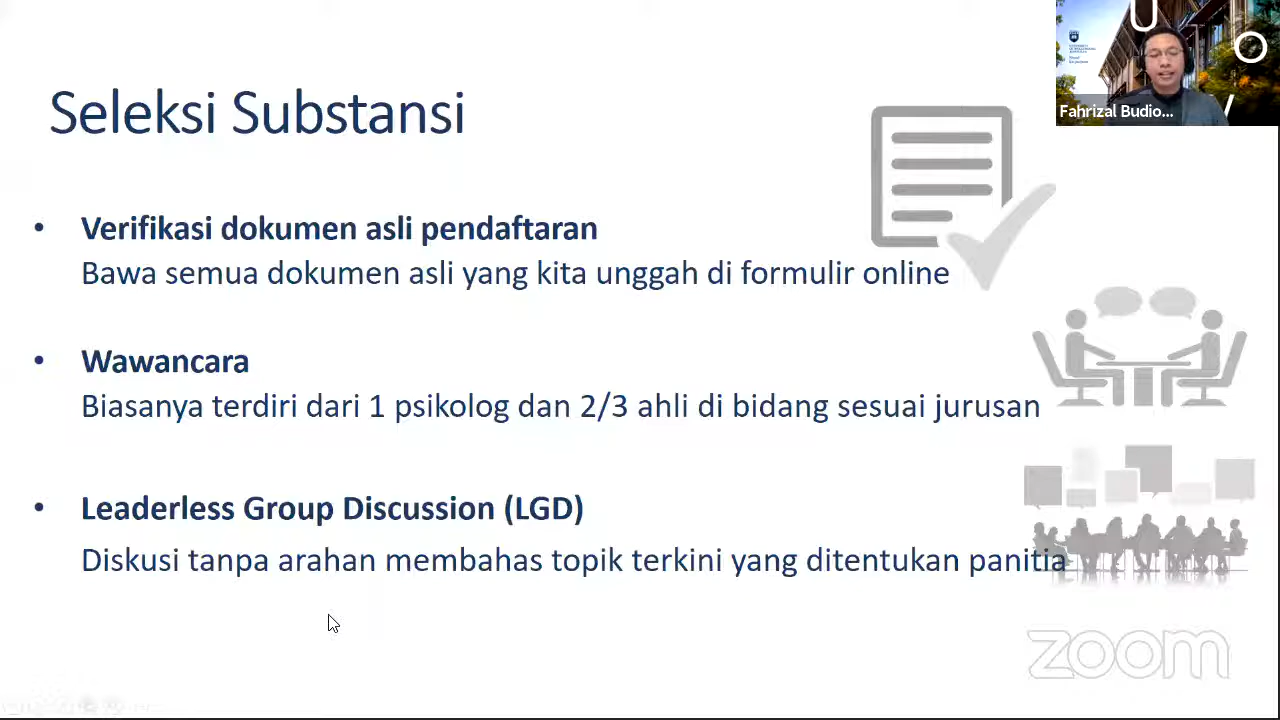 Seleksi Substansi
• Verifikasi dokumen asli pendaftaran
Bawa semua dokumen asli yang kita unggah di formulir online
• Wawancara
Biasanya terdiri dari 1 psikolog dan 2/3 ahli di bidang sesuai jurusan
• Leaderless Group Discussion (LGD)
Diskusi tanpa arahan membahas topik terkini yang ditentukan panitia
U
O
Fahrizal Budio...
zoom